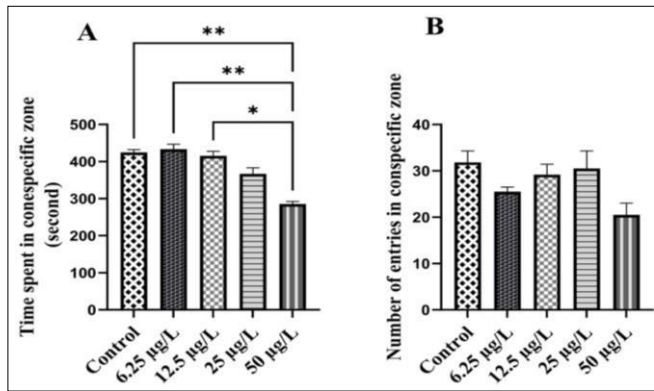 A
**
**
*
Time spent in conespecific zone
(second)
500
400
300
200
100
0
Control
6.25 µg/L
12.5 µg/L
25 µg/L
50 µg/L
B
Number of entries in conspecific zone
40
30
20
10
0
Control
6.25 µg/L
12.5 µg/L
25 µg/L
50 µg/L